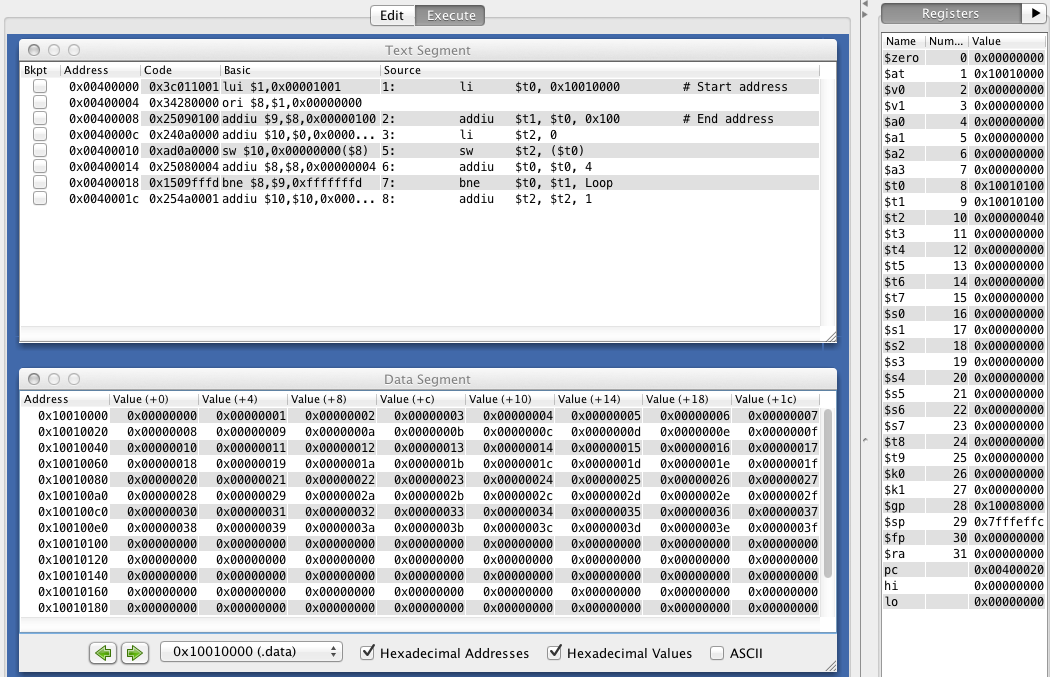 Edit Execute
Text Segment
Bkpt Address Code Basic Source
0x00400000 0x3c011001 lui $1,0x00001001 1: li $t0, 0x10010000 # Start address
0x00400004 0x34280000 ori $8,$1,0x00000000
0x00400008 0x25090100 addiu $9,$8,0x00000100 2: addiu $t1, $t0, 0x100 # End address
0x0040000c 0x240a0000 addiu $10,$0,0x0000... 3: li $t2, 0
0x00400010 0xad0a0000 sw $10,0x00000000($8) 5: sw $t2, ($t0)
0x00400014 0x25080004 addiu $8,$8,0x00000004 6: addiu $t0, $t0, 4
0x00400018 0x1509fffd bne $8,$9,0xfffffffd 7: bne $t0, $t1, Loop
0x0040001c 0x254a0001 addiu $10,$10,0x000... 8: addiu $t2, $t2, 1
Data Segment
Address Value (+0) Value (+4) Value (+8) Value (+c) Value (+10) Value (+14) Value (+18) Value (+1c)
0x10010000 0x00000000 0x00000001 0x00000002 0x00000003 0x00000004 0x00000005 0x00000006 0x00000007
0x10010020 0x00000008 0x00000009 0x0000000a 0x0000000b 0x0000000c 0x0000000d 0x0000000e 0x0000000f
0x10010040 0x00000010 0x00000011 0x00000012 0x00000013 0x00000014 0x00000015 0x00000016 0x00000017
0x10010060 0x00000018 0x00000019 0x0000001a 0x0000001b 0x0000001c 0x0000001d 0x0000001e 0x0000001f
0x10010080 0x00000020 0x00000021 0x00000022 0x00000023 0x00000024 0x00000025 0x00000026 0x00000027
0x100100a0 0x00000028 0x00000029 0x0000002a 0x0000002b 0x0000002c 0x0000002d 0x0000002e 0x0000002f
0x100100c0 0x00000030 0x00000031 0x00000032 0x00000033 0x00000034 0x00000035 0x00000036 0x00000037
0x100100e0 0x00000038 0x00000039 0x0000003a 0x0000003b 0x0000003c 0x0000003d 0x0000003e 0x0000003f
0x10010100 0x00000000 0x00000000 0x00000000 0x00000000 0x00000000 0x00000000 0x00000000 0x00000000
0x10010120 0x00000000 0x00000000 0x00000000 0x00000000 0x00000000 0x00000000 0x00000000 0x00000000
0x10010140 0x00000000 0x00000000 0x00000000 0x00000000 0x00000000 0x00000000 0x00000000 0x00000000
0x10010160 0x00000000 0x00000000 0x00000000 0x00000000 0x00000000 0x00000000 0x00000000 0x00000000
0x10010180 0x00000000 0x00000000 0x00000000 0x00000000 0x00000000 0x00000000 0x00000000 0x00000000
0x10010000 (.data) Hexadecimal Addresses Hexadecimal Values ASCII
Registers
Name Num... Value
$zero 0 0x00000000
$at 1 0x10010000
$v0 2 0x00000000
$v1 3 0x00000000
$a0 4 0x00000000
$a1 5 0x00000000
$a2 6 0x00000000
$a3 7 0x00000000
$t0 8 0x10010100
$t1 9 0x10010100
$t2 10 0x00000040
$t3 11 0x00000000
$t4 12 0x00000000
$t5 13 0x00000000
$t6 14 0x00000000
$t7 15 0x00000000
$s0 16 0x00000000
$s1 17 0x00000000
$s2 18 0x00000000
$s3 19 0x00000000
$s4 20 0x00000000
$s5 21 0x00000000
$s6 22 0x00000000
$s7 23 0x00000000
$t8 24 0x00000000
$t9 25 0x00000000
$k0 26 0x00000000
$k1 27 0x00000000
$gp 28 0x10008000
$sp 29 0x7fffeffc
$fp 30 0x00000000
$ra 31 0x00000000
pc 0x00400020
hi 0x00000000
lo 0x00000000